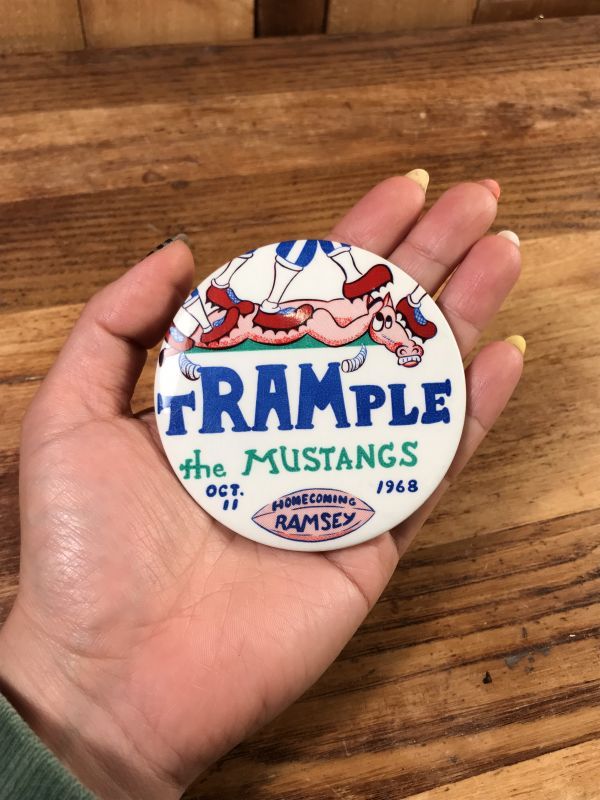 TRAMPLE
the MUSTANGS
OCT. 11 1968
HOMECOMING
RAMSEY